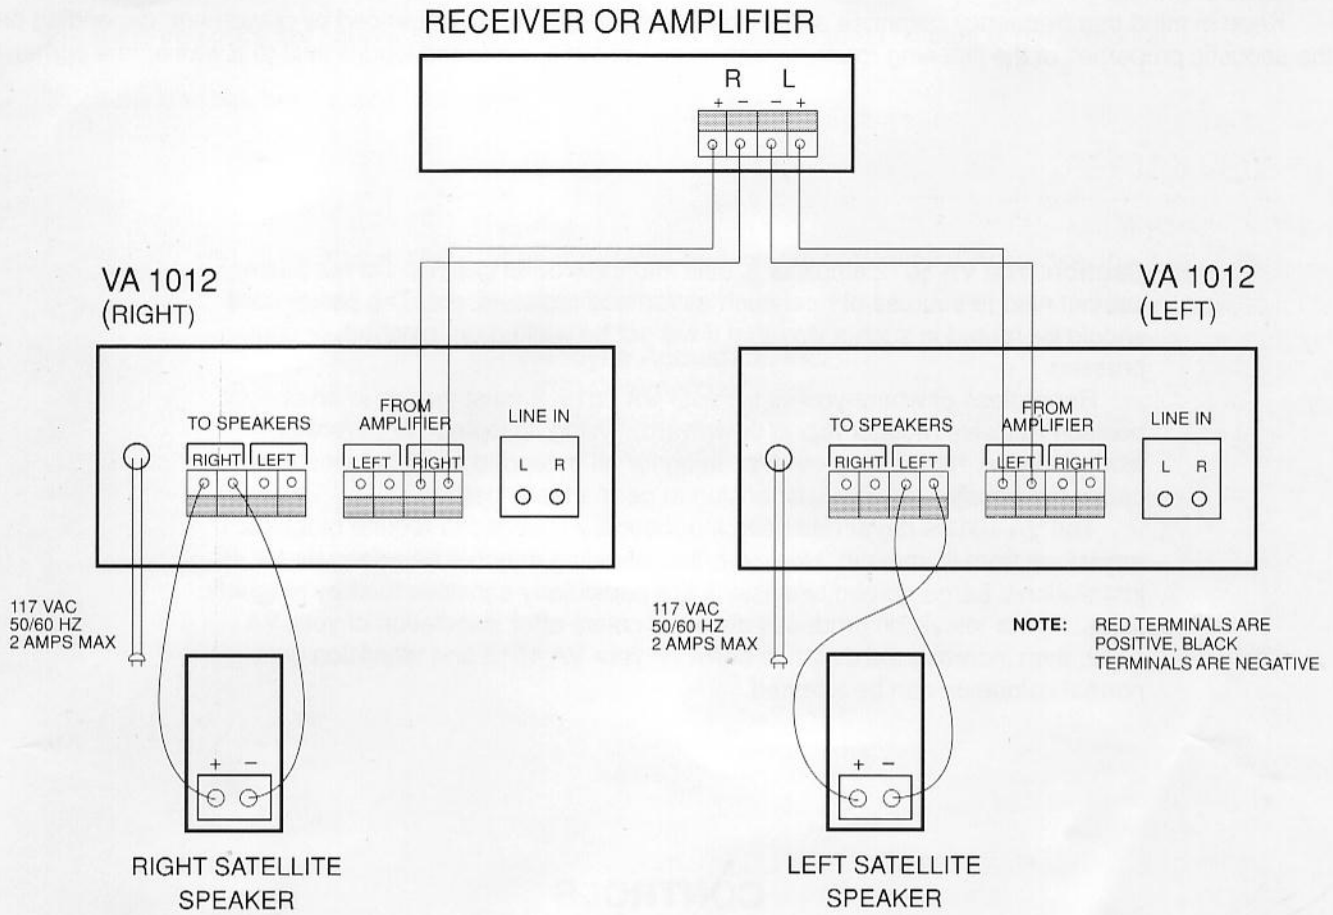 RECEIVER OR AMPLIFIER
R L
+ − − +
VA 1012
(RIGHT)
TO SPEAKERS
RIGHT LEFT
FROM
AMPLIFIER
LEFT RIGHT
LINE IN
L R
117 VAC
50/60 HZ
2 AMPS MAX
+ −
RIGHT SATELLITE
SPEAKER
VA 1012
(LEFT)
TO SPEAKERS
RIGHT LEFT
FROM
AMPLIFIER
LEFT RIGHT
LINE IN
L R
117 VAC
50/60 HZ
2 AMPS MAX
NOTE: RED TERMINALS ARE
POSITIVE, BLACK
TERMINALS ARE NEGATIVE
+ −
LEFT SATELLITE
SPEAKER